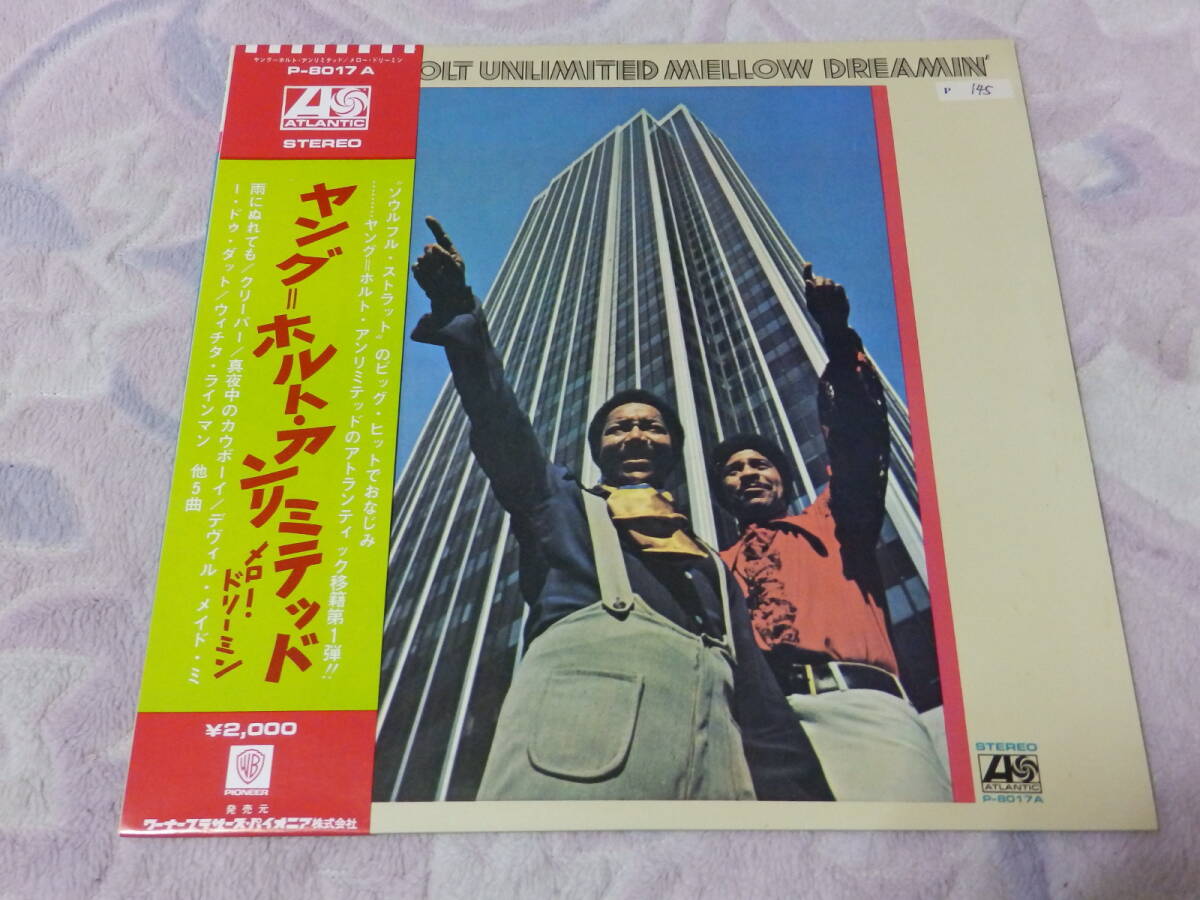 ヤングーホルト・アンリミテッド/メロー・ドリーミン
P-8017A
ATLANTIC
STEREO
"ソウルフル・ストラット"のビッグ・ヒットでおなじみ
………ヤング=ホルト・アンリミテッドのアトランティック移籍第1弾!!
ヤング=ホルト・アンリミテッド
メロー・ドリーミン
雨にぬれても/クリーパー/真夜中のカウボーイ/デヴィル・メイド・ミ
ー・ドゥ・ダット/ウィチタ・ラインマン 他5曲
¥2,000
WB
PIONEER
発売元
ワーナーブラザーズ・パイオニア株式会社
OLT UNLIMITED MELLOW DREAMIN'
P 145
STEREO
ATLANTIC
P-8017A